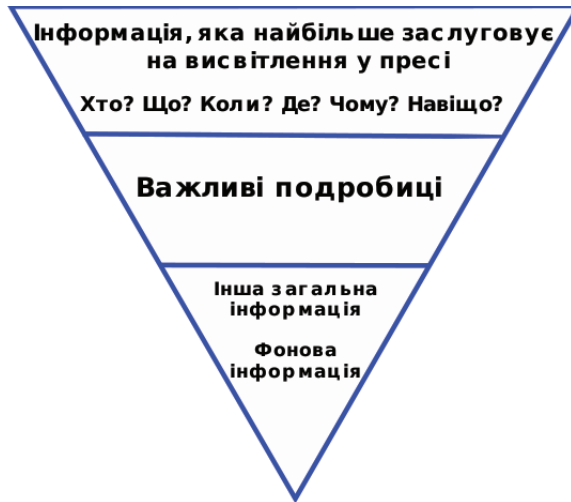 Інформація, яка найбільше заслуговує
на висвітлення у пресі
Хто? Що? Коли? Де? Чому? Навіщо?
Важливі подробиці
Інша загальна
інформація
Фонова
інформація